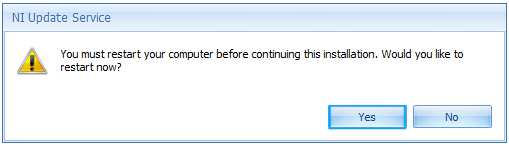 NI Update Service
You must restart your computer before continuing this installation. Would you like to
restart now?
Yes
No